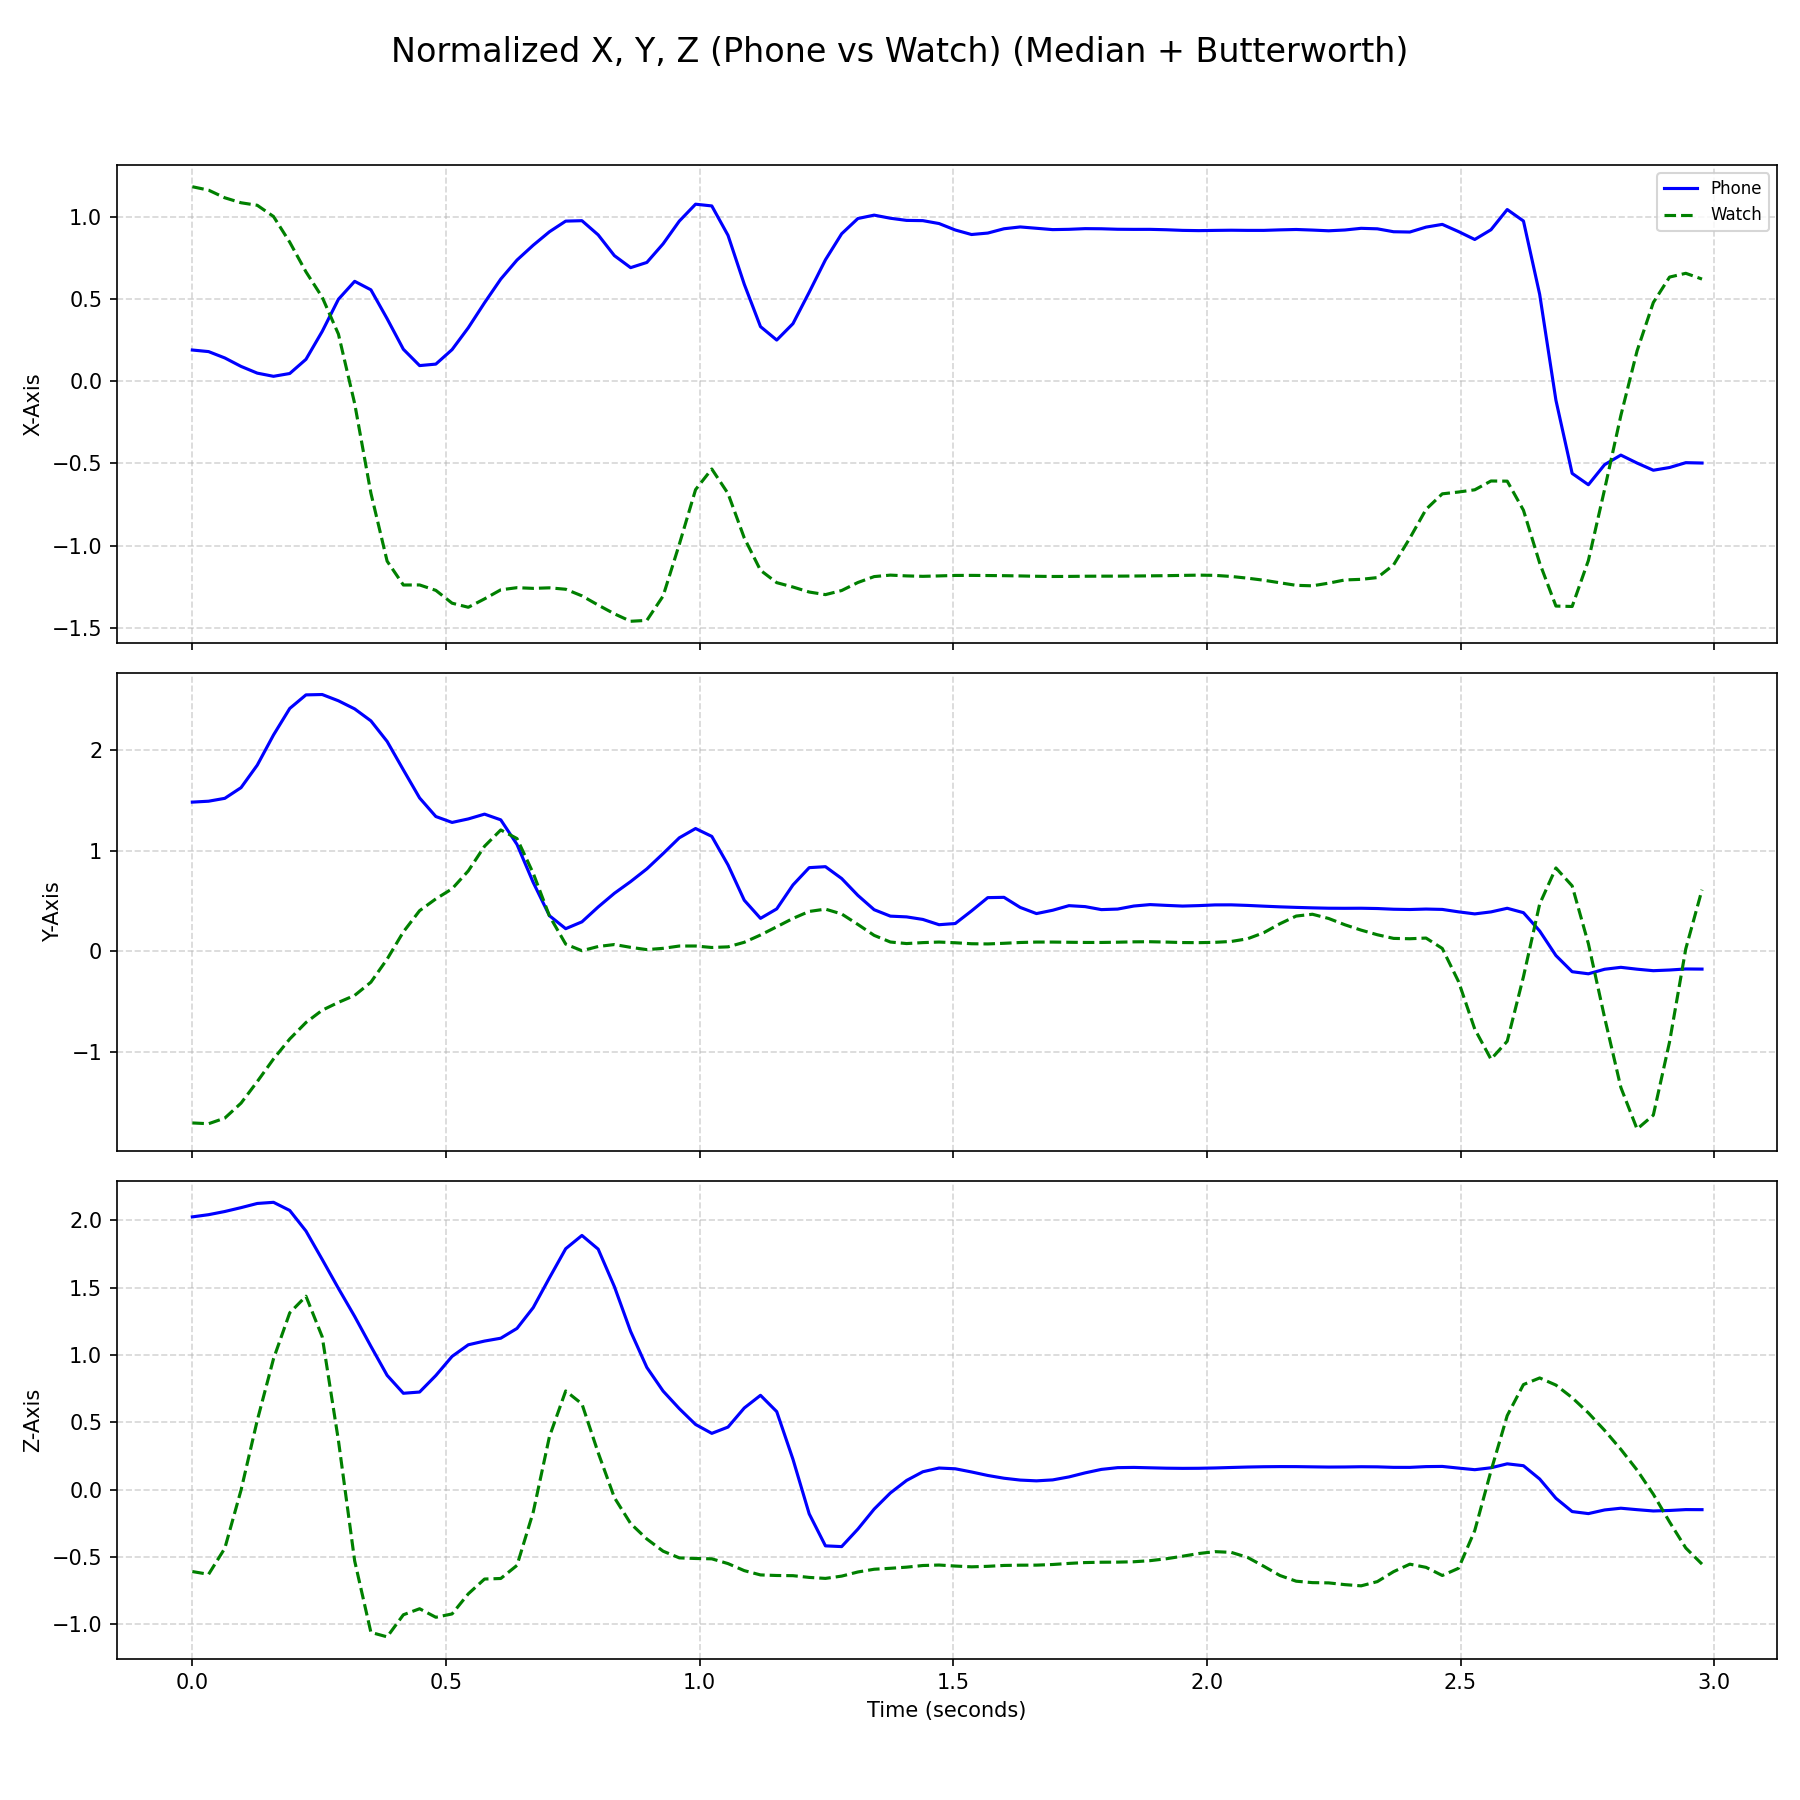 Normalized X, Y, Z (Phone vs Watch) (Median + Butterworth)
Phone
Watch
1.0
0.5
0.0
−0.5
−1.0
−1.5
X-Axis
2
1
0
−1
Y-Axis
2.0
1.5
1.0
0.5
0.0
−0.5
−1.0
Z-Axis
0.0 0.5 1.0 1.5 2.0 2.5 3.0
Time (seconds)